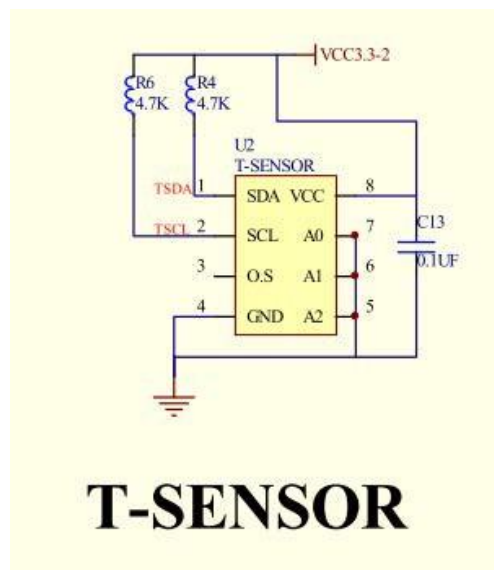 VCC3.3-2
R6 R4
4.7K 4.7K
U2
T-SENSOR
TSDA 1 SDA VCC 8
TSCL 2 SCL A0 7
C13
0.1UF
3 O.S A1 6
4 GND A2 5
T-SENSOR